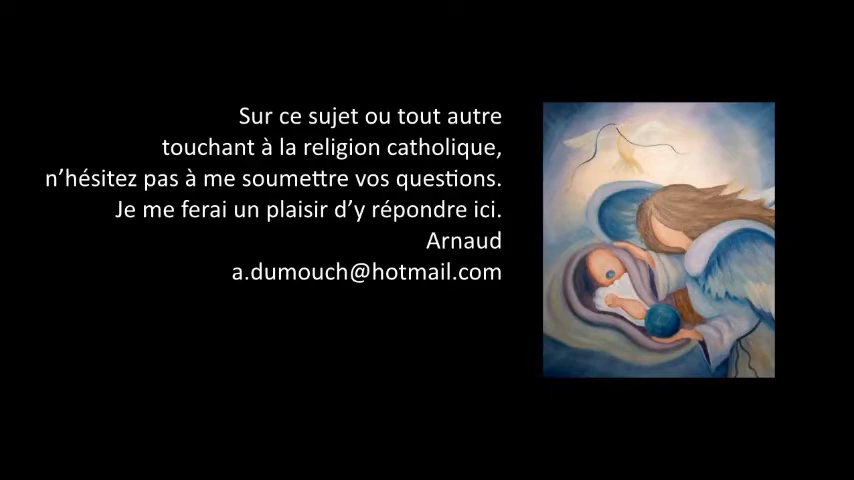 Sur ce sujet ou tout autre
touchant à la religion catholique,
n’hésitez pas à me soumettre vos questions.
Je me ferai un plaisir d’y répondre ici.
Arnaud
a.dumouch@hotmail.com